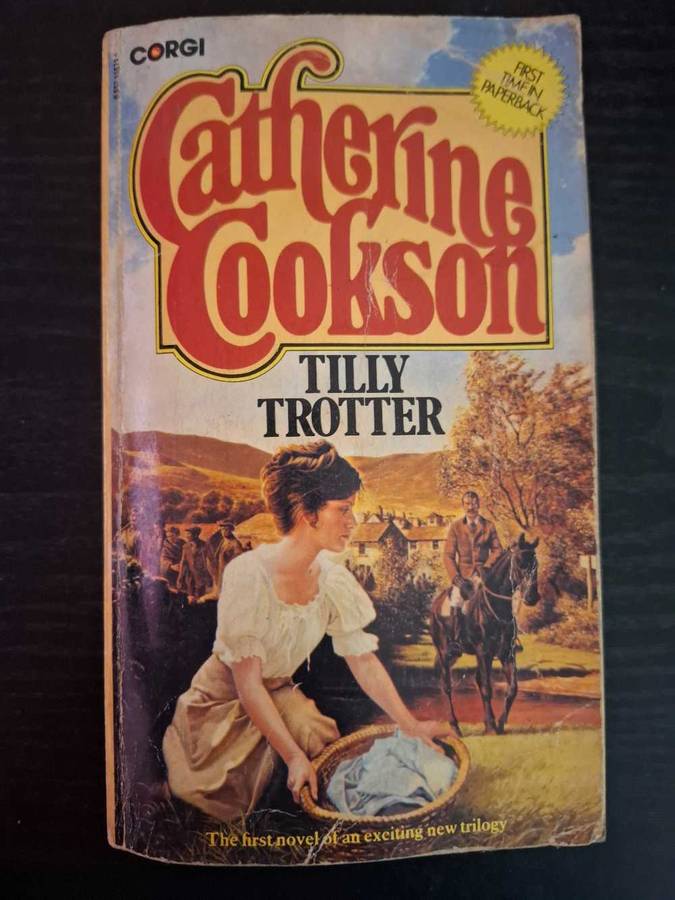 CORGI
FIRST
TIME IN
PAPERBACK
Catherine
Cookson
TILLY
TROTTER
The first novel of an exciting new trilogy